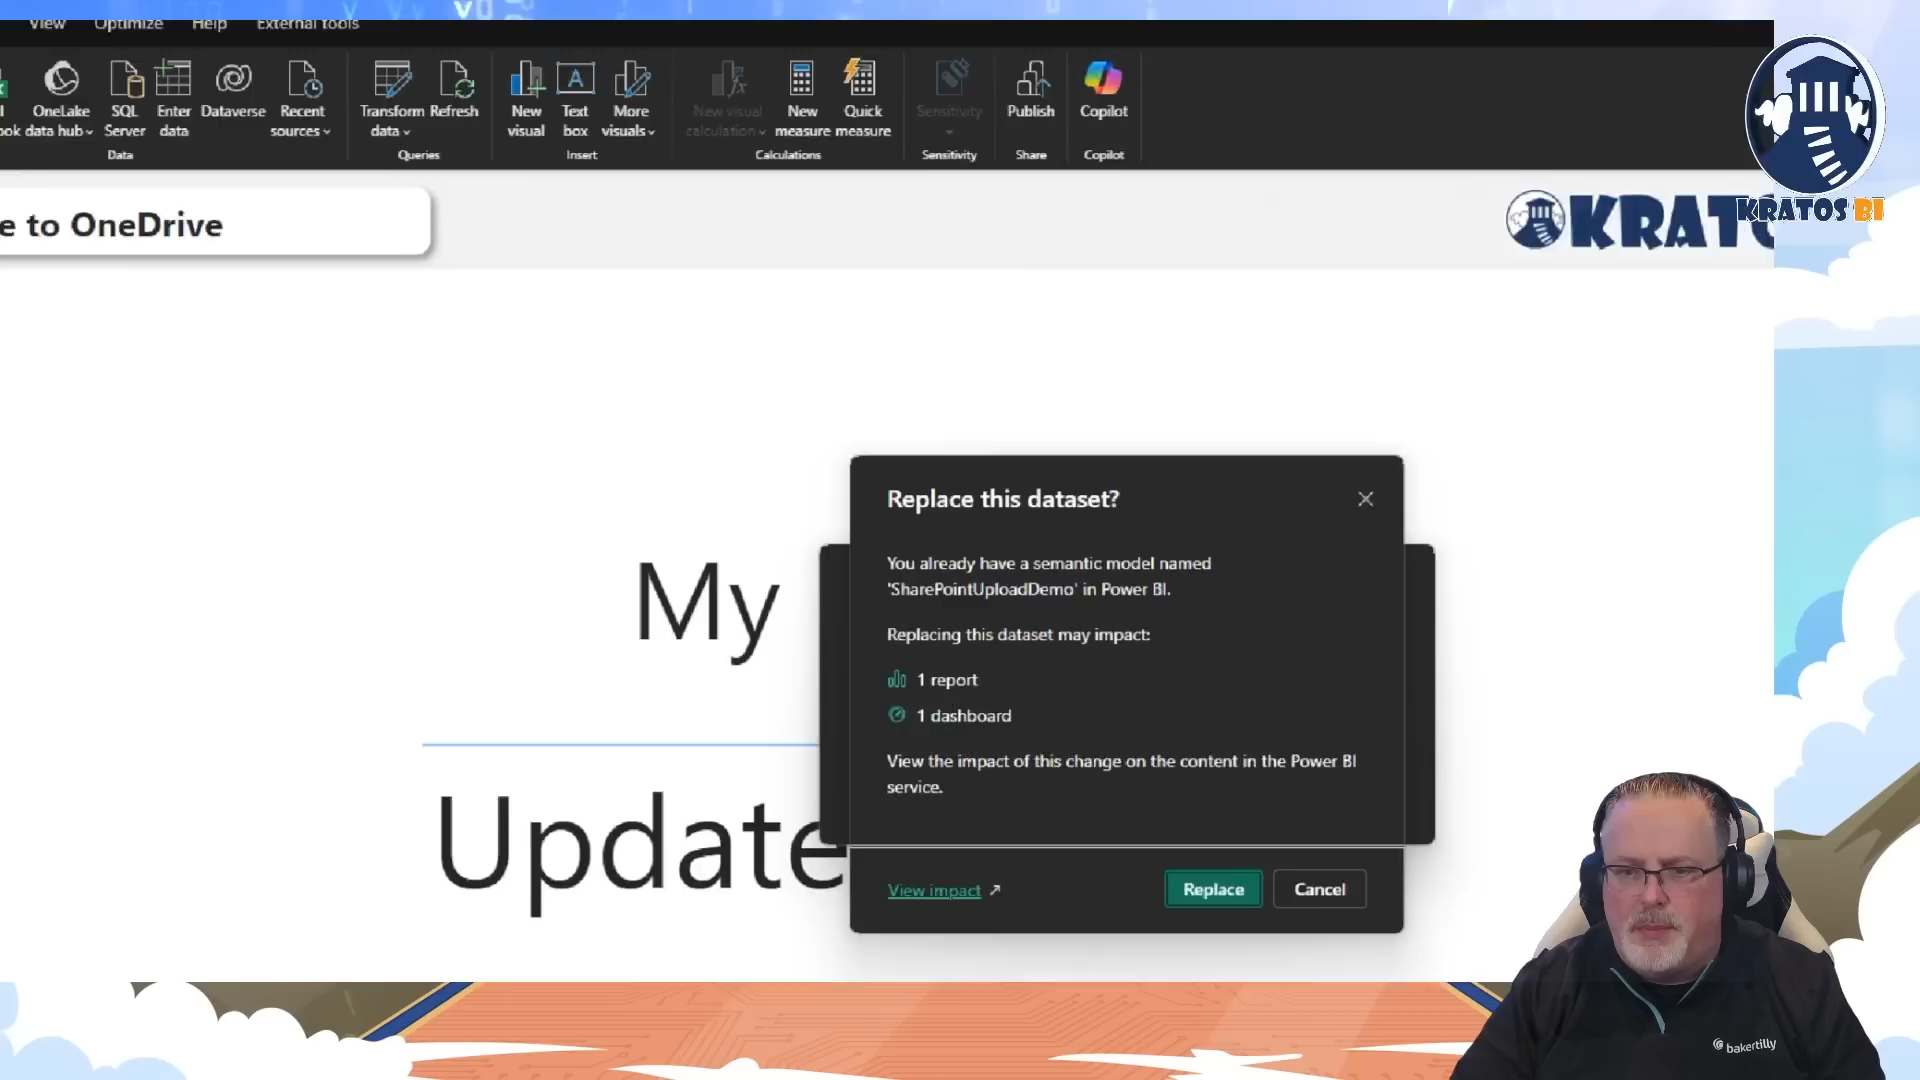 View Optimize Help External tools
OneLake data hub
SQL Server
Enter data
Dataverse
Recent sources
Transform data
Refresh
New visual
Text box
More visuals
New visual calculation
New measure
Quick measure
Sensitivity
Publish
Copilot
Data
Queries
Insert
Calculations
Sensitivity
Share
Copilot
KRATOS BI
e to OneDrive
KRATO
My
Update
Replace this dataset?
You already have a semantic model named
'SharePointUploadDemo' in Power BI.
Replacing this dataset may impact:
1 report
1 dashboard
View the impact of this change on the content in the Power BI
service.
View impact
Replace
Cancel
bakertilly